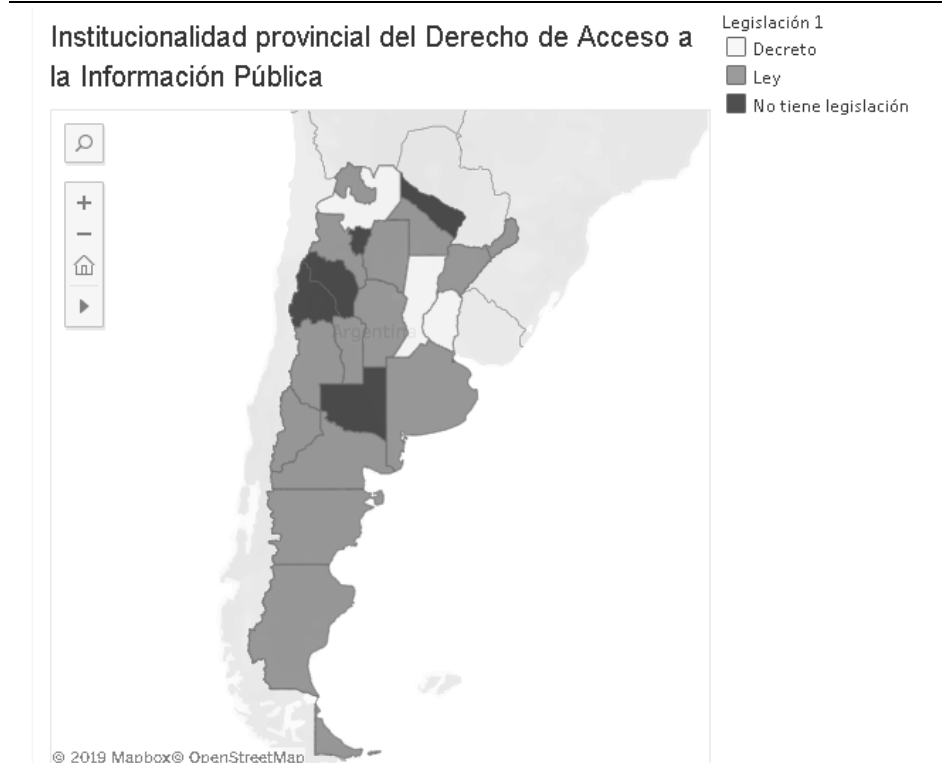 Institucionalidad provincial del Derecho de Acceso a
la Información Pública
Legislación 1
Decreto
Ley
No tiene legislación
Argentina
© 2019 Mapbox © OpenStreetMap